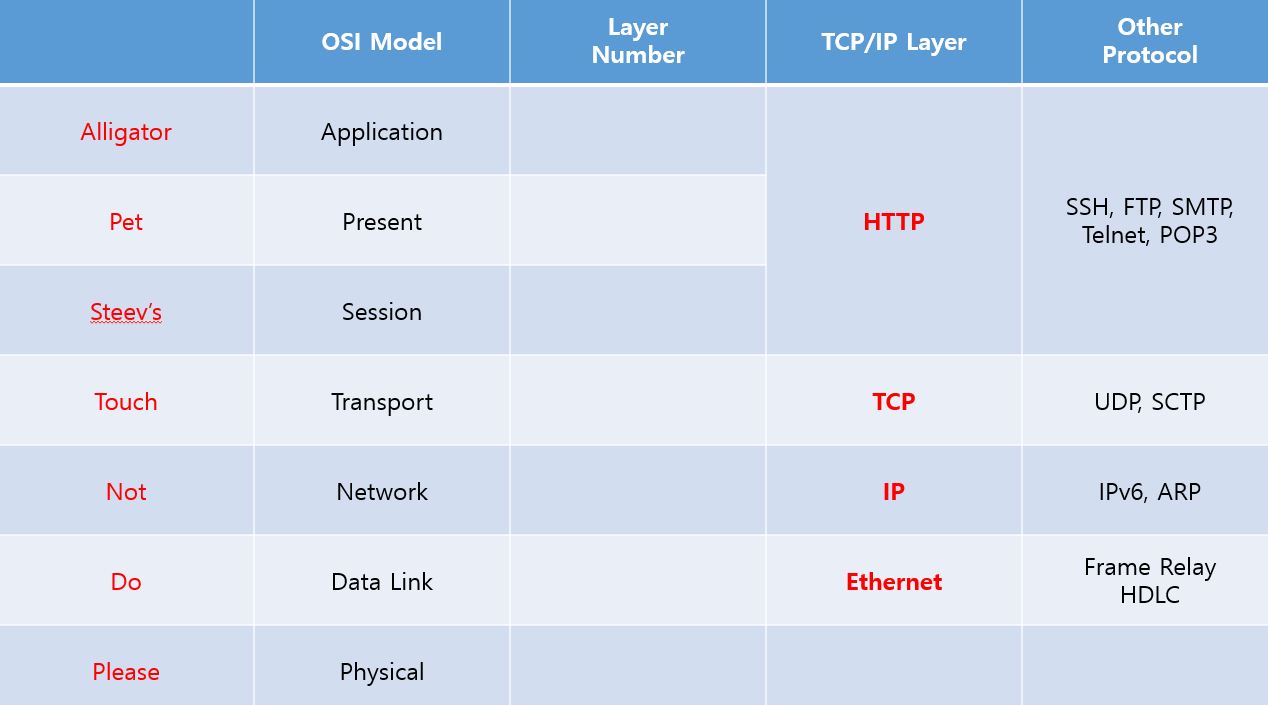 OSI Model
Layer
Number
TCP/IP Layer
Other
Protocol
Alligator
Application
Pet
Present
HTTP
SSH, FTP, SMTP,
Telnet, POP3
Steev’s
Session
Touch
Transport
TCP
UDP, SCTP
Not
Network
IP
IPv6, ARP
Do
Data Link
Ethernet
Frame Relay
HDLC
Please
Physical